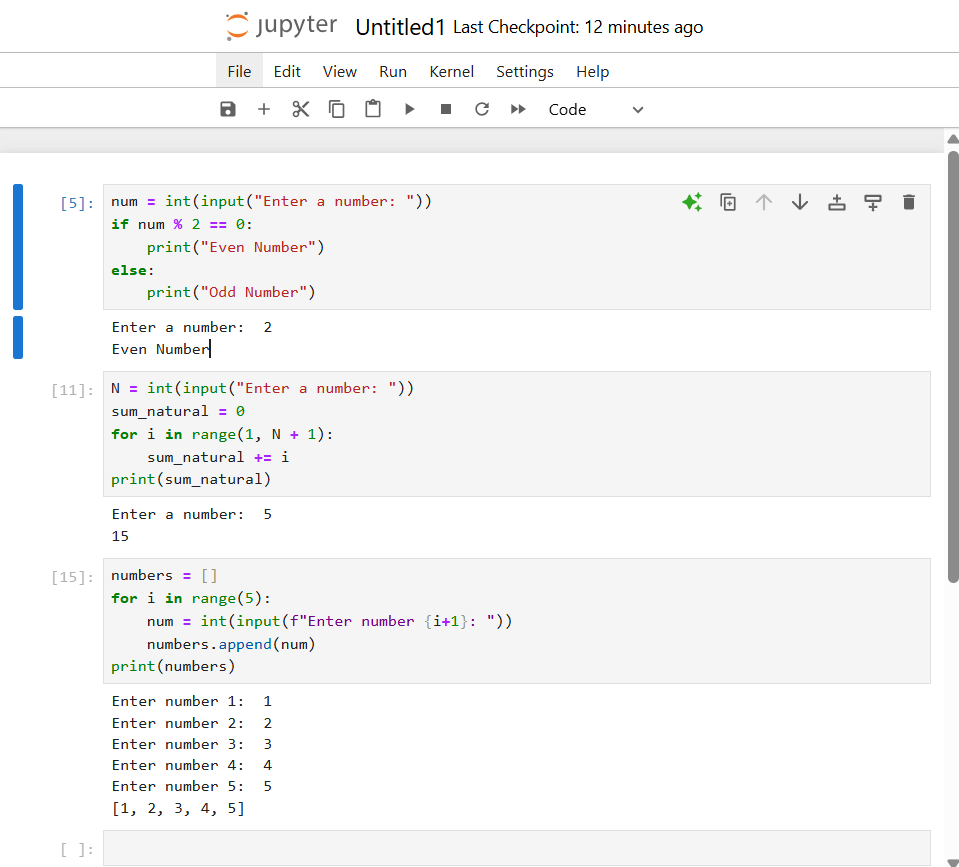 jupyter Untitled1 Last Checkpoint: 12 minutes ago
File Edit View Run Kernel Settings Help
Code
[5]: num = int(input("Enter a number: "))
if num % 2 == 0:
    print("Even Number")
else:
    print("Odd Number")
Enter a number:  2
Even Number
[11]: N = int(input("Enter a number: "))
sum_natural = 0
for i in range(1, N + 1):
    sum_natural += i
print(sum_natural)
Enter a number:  5
15
[15]: numbers = []
for i in range(5):
    num = int(input(f"Enter number {i+1}: "))
    numbers.append(num)
print(numbers)
Enter number 1:  1
Enter number 2:  2
Enter number 3:  3
Enter number 4:  4
Enter number 5:  5
[1, 2, 3, 4, 5]
[ ]: